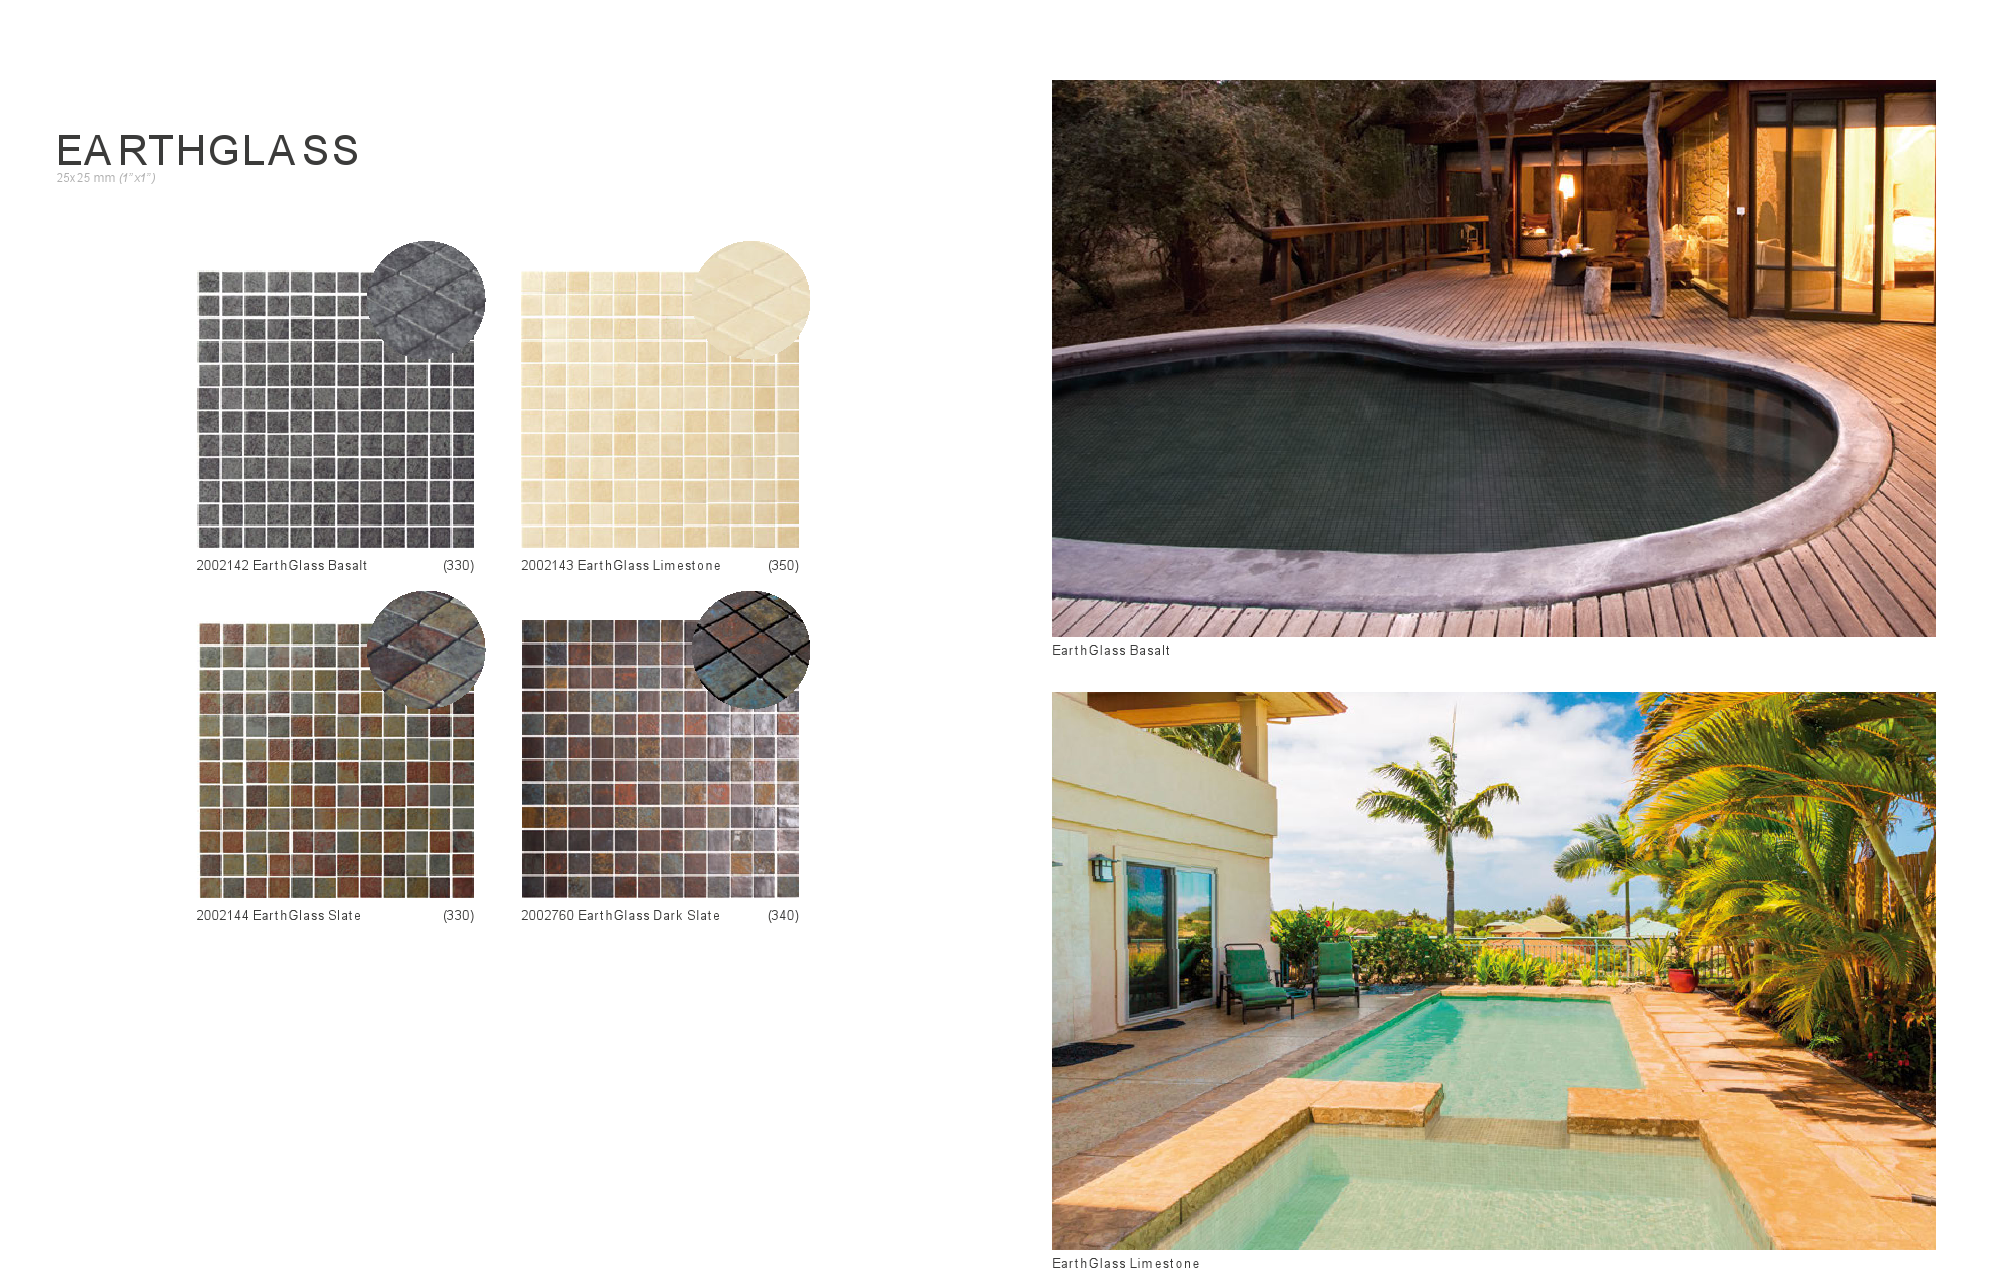 EARTHGLASS
25x25 mm (1"x1")
2002142 EarthGlass Basalt (330)
2002143 EarthGlass Limestone (350)
2002144 EarthGlass Slate (330)
2002760 EarthGlass Dark Slate (340)
EarthGlass Basalt
EarthGlass Limestone